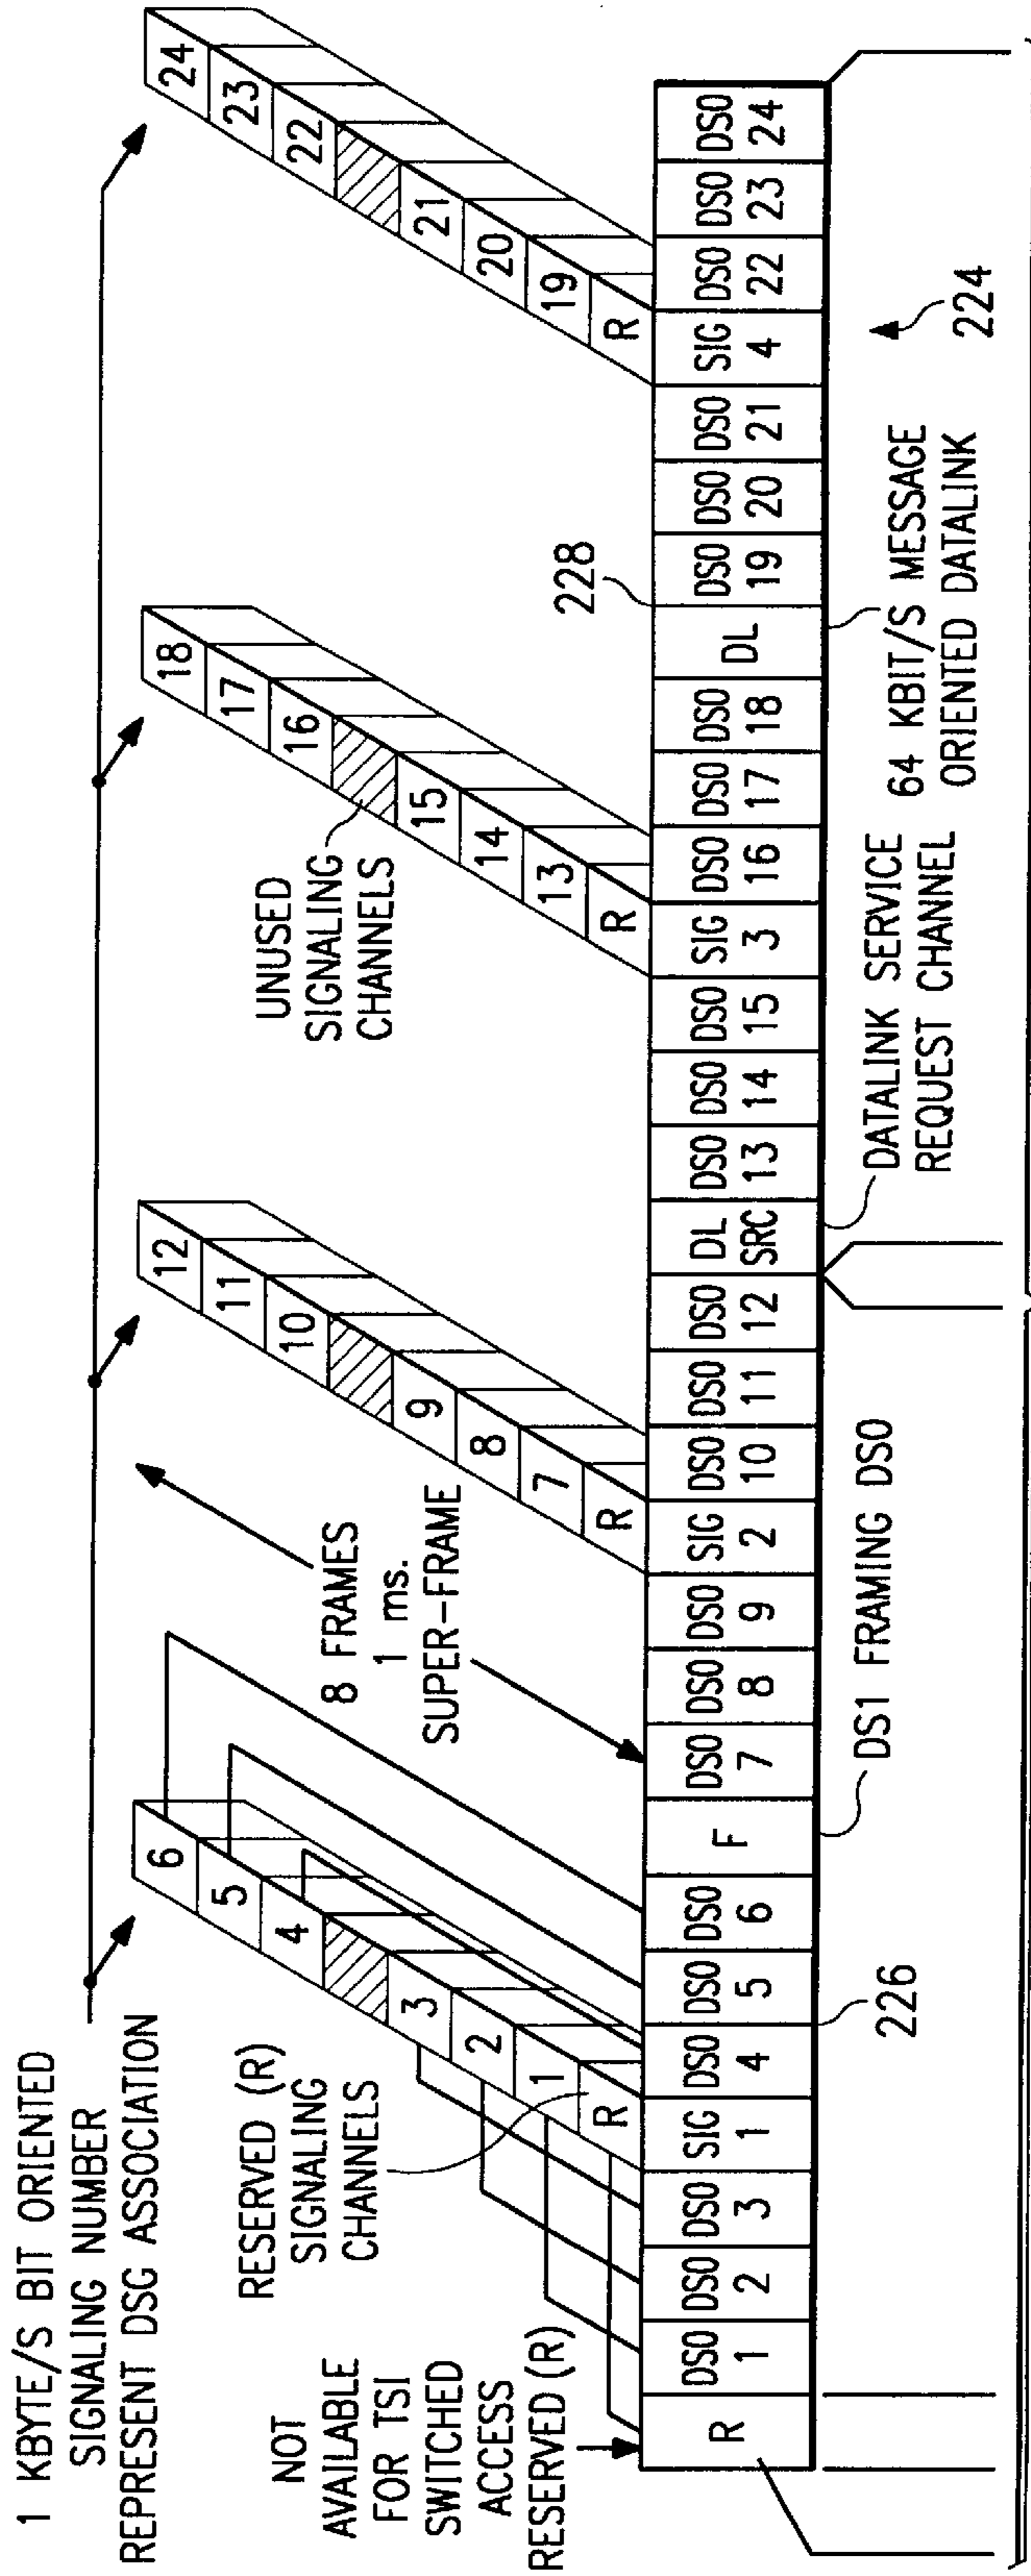 1 KBYTE/S BIT ORIENTED
SIGNALING NUMBER
REPRESENT DSG ASSOCIATION
NOT
AVAILABLE
FOR TSI
SWITCHED
ACCESS
RESERVED (R)
RESERVED (R)
SIGNALING
CHANNELS
8 FRAMES
1 ms.
SUPER-FRAME
UNUSED
SIGNALING
CHANNELS
6
5
4
3
2
1
R
12
11
10
9
8
7
R
18
17
16
15
14
13
R
24
23
22
21
20
19
R
228
R
DS0 1
DS0 2
DS0 3
SIG 1
DS0 4
DS0 5
DS0 6
F
DS0 7
DS0 8
DS0 9
SIG 2
DS0 10
DS0 11
DS0 12
DL SRC
DS0 13
DS0 14
DS0 15
SIG 3
DS0 16
DS0 17
DS0 18
DL
DS0 19
DS0 20
DS0 21
SIG 4
DS0 22
DS0 23
DS0 24
226
DS1 FRAMING DS0
DATALINK SERVICE
REQUEST CHANNEL
64 KBIT/S MESSAGE
ORIENTED DATALINK
224